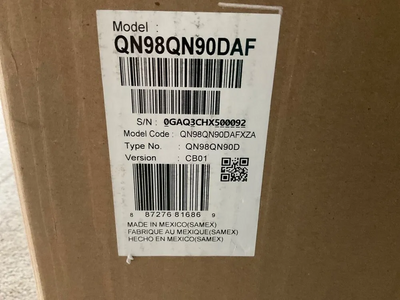 Model :
QN98QN90DAF
S/N : 0GAQ3CHX500092
Model Code : QN98QN90DAFXZA
Type No. : QN98QN90D
Version : CB01
8 87276 81686 9
MADE IN MEXICO(SAMEX)
FABRIQUE AU MEXIQUE(SAMEX)
HECHO EN MEXICO(SAMEX)